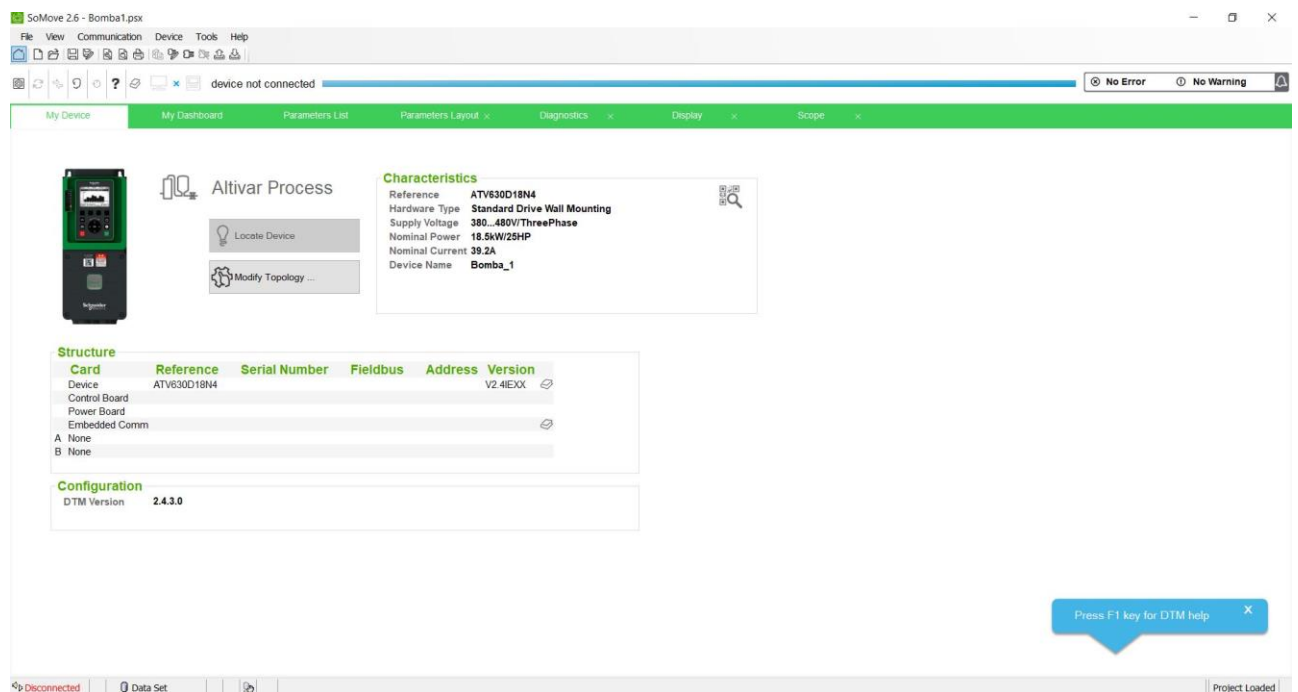 SoMove 2.6 - Bomba1.psx
File View Communication Device Tools Help
device not connected
No Error No Warning
My Device My Dashboard Parameters List Parameters Layout Diagnostics Display Scope
Altivar Process
Locate Device
Modify Topology ...
Schneider
Characteristics
Reference ATV630D18N4
Hardware Type Standard Drive Wall Mounting
Supply Voltage 380...480V/ThreePhase
Nominal Power 18.5kW/25HP
Nominal Current 39.2A
Device Name Bomba_1
Structure
Card Reference Serial Number Fieldbus Address Version
Device ATV630D18N4 V2.4IEXX
Control Board
Power Board
Embedded Comm
A None
B None
Configuration
DTM Version 2.4.3.0
Press F1 key for DTM help X
Disconnected Data Set Project Loaded